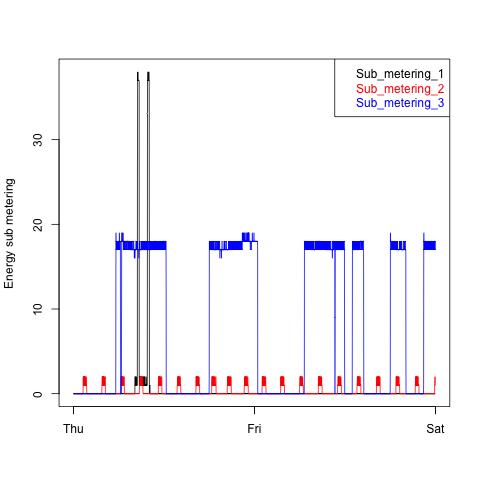 Sub_metering_1
Sub_metering_2
Sub_metering_3
Energy sub metering
30
20
10
0
Thu Fri Sat